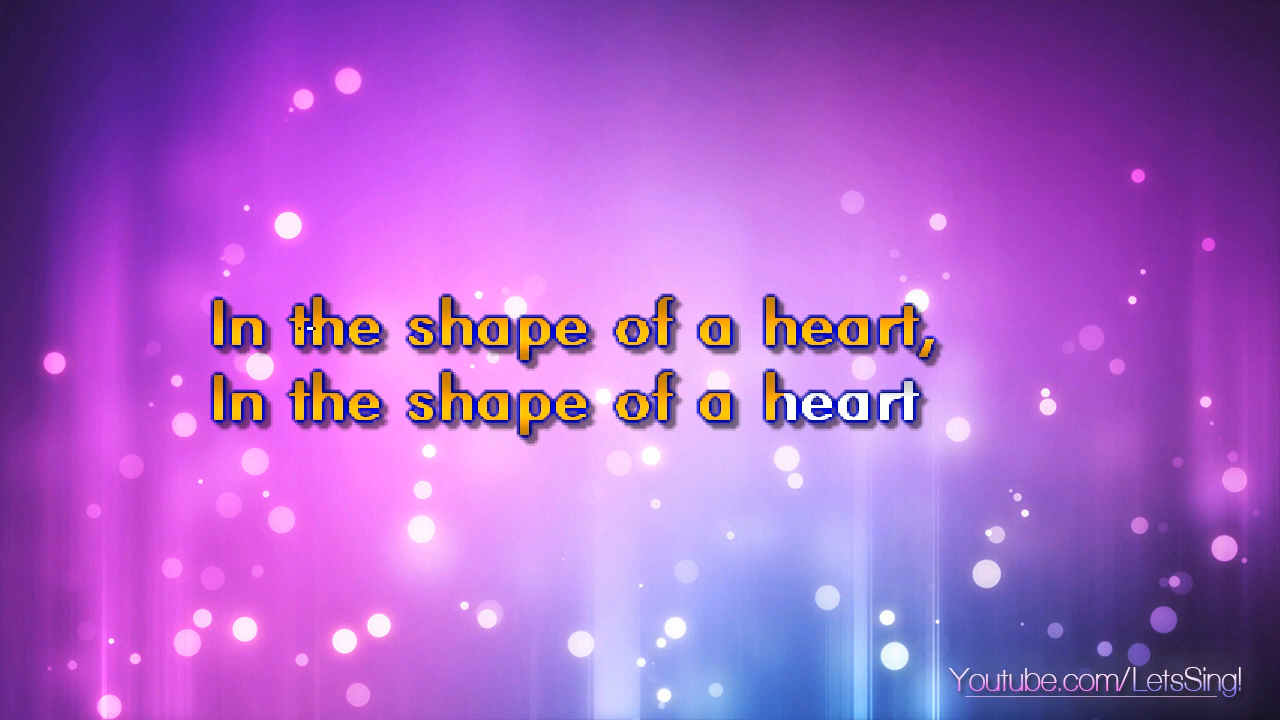 In the shape of a heart,
In the shape of a heart
Youtube.com/LetsSing!